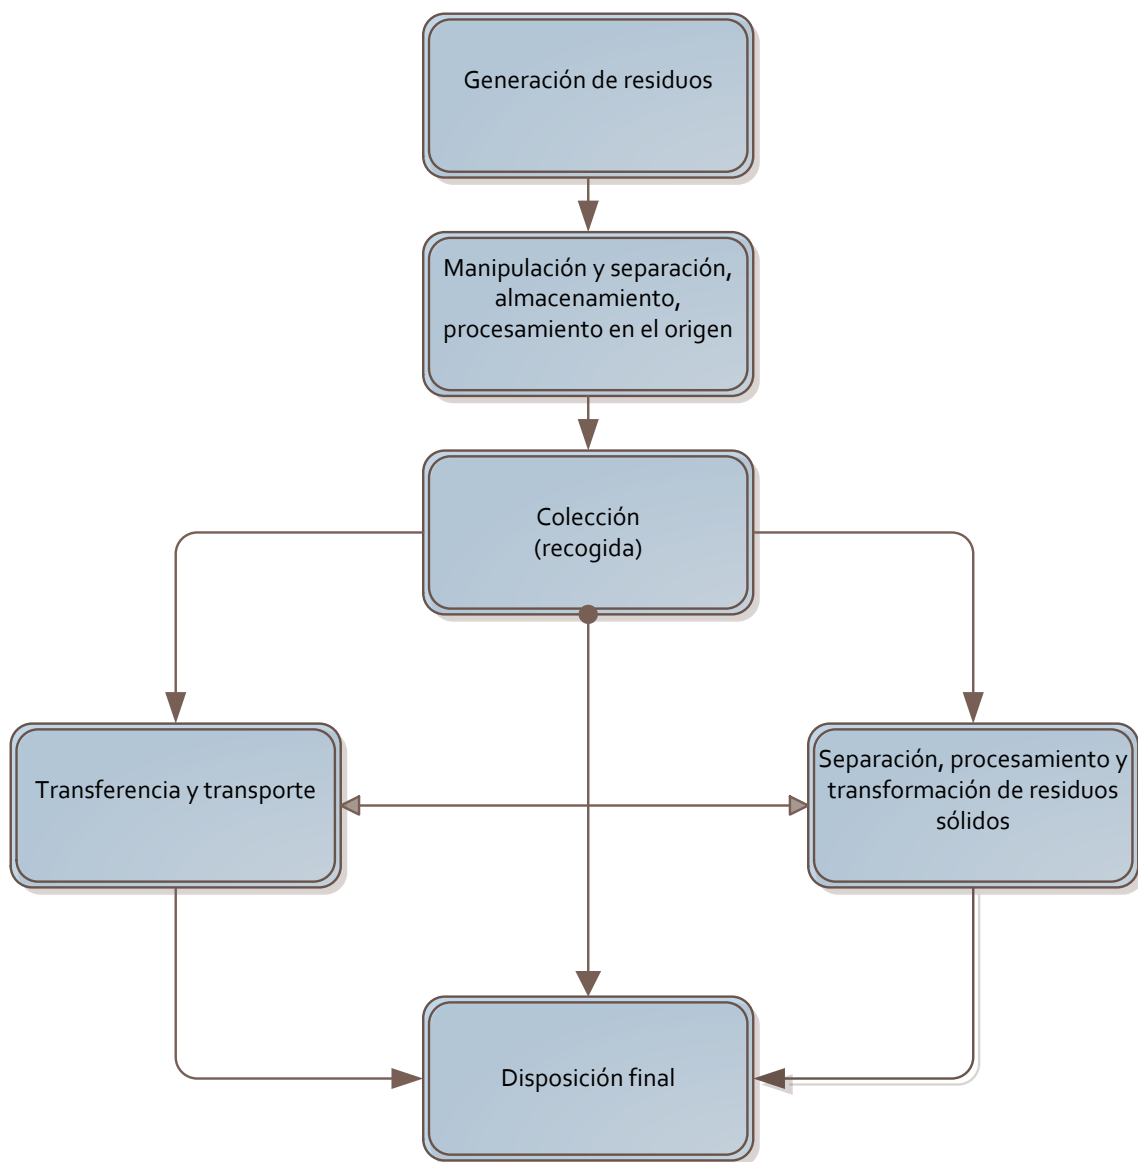 Generación de residuos
Manipulación y separación,
almacenamiento,
procesamiento en el origen
Colección
(recogida)
Transferencia y transporte
Separación, procesamiento y
transformación de residuos
sólidos
Disposición final